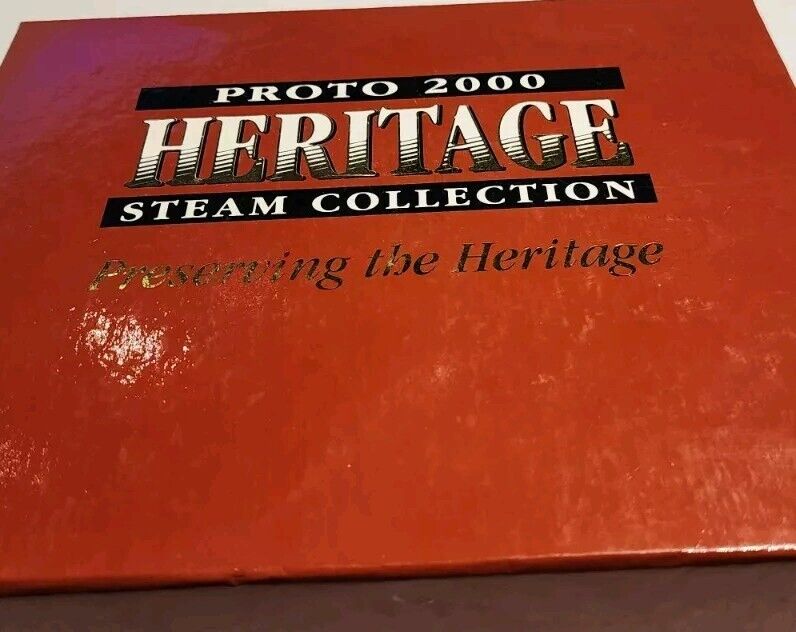 PROTO 2000
HERITAGE
STEAM COLLECTION
Preserving the Heritage